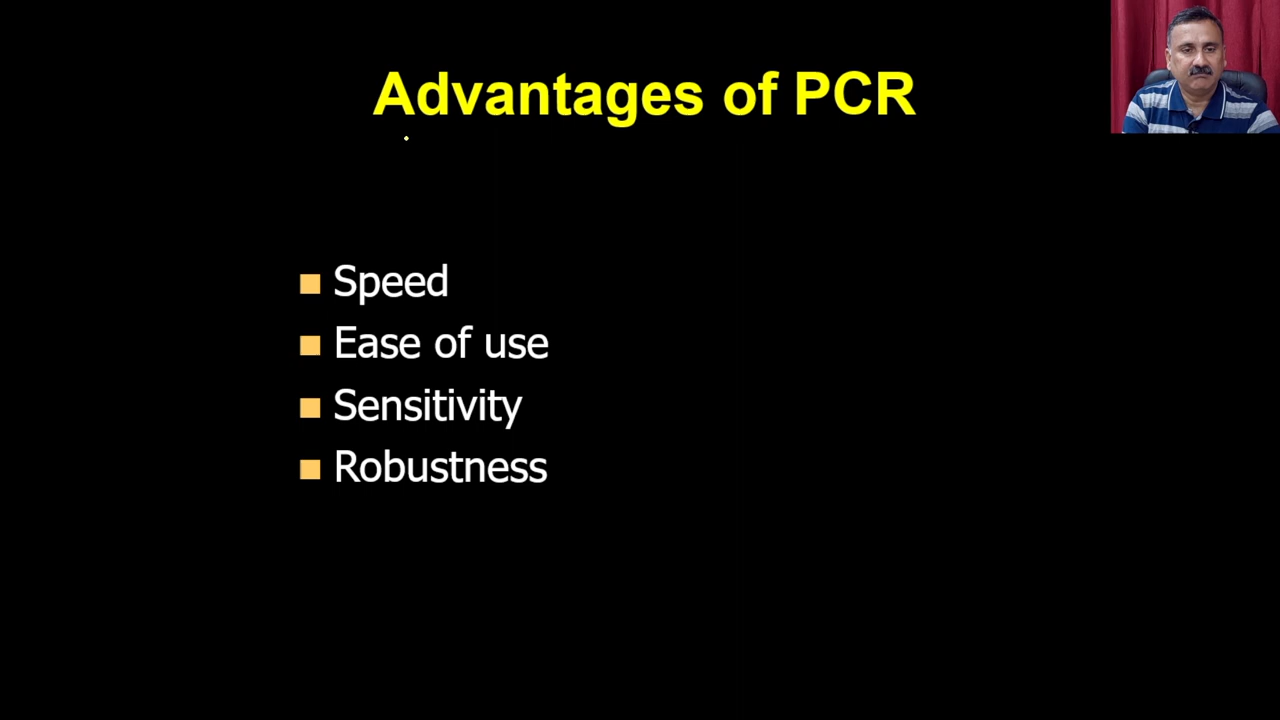 Advantages of PCR
Speed
Ease of use
Sensitivity
Robustness